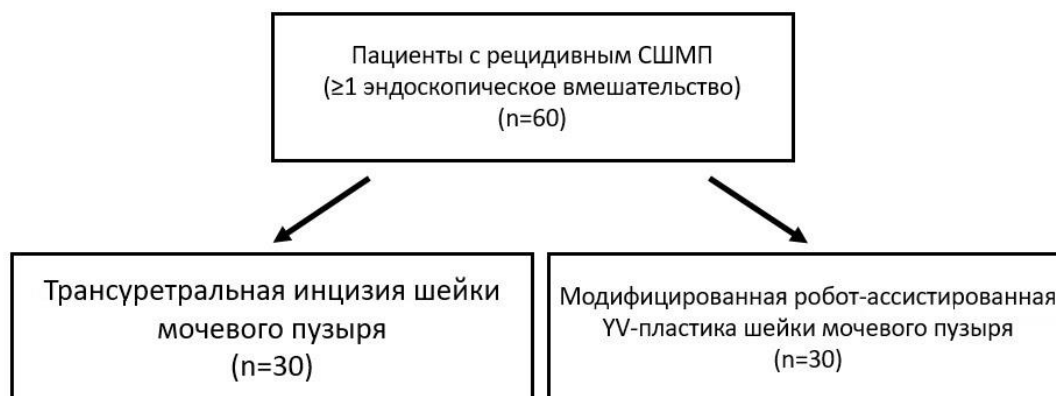 Пациенты с рецидивным СШМП
(≥1 эндоскопическое вмешательство)
(n=60)
Трансуретральная инцизия шейки
мочевого пузыря
(n=30)
Модифицированная робот-ассистированная
YV-пластика шейки мочевого пузыря
(n=30)